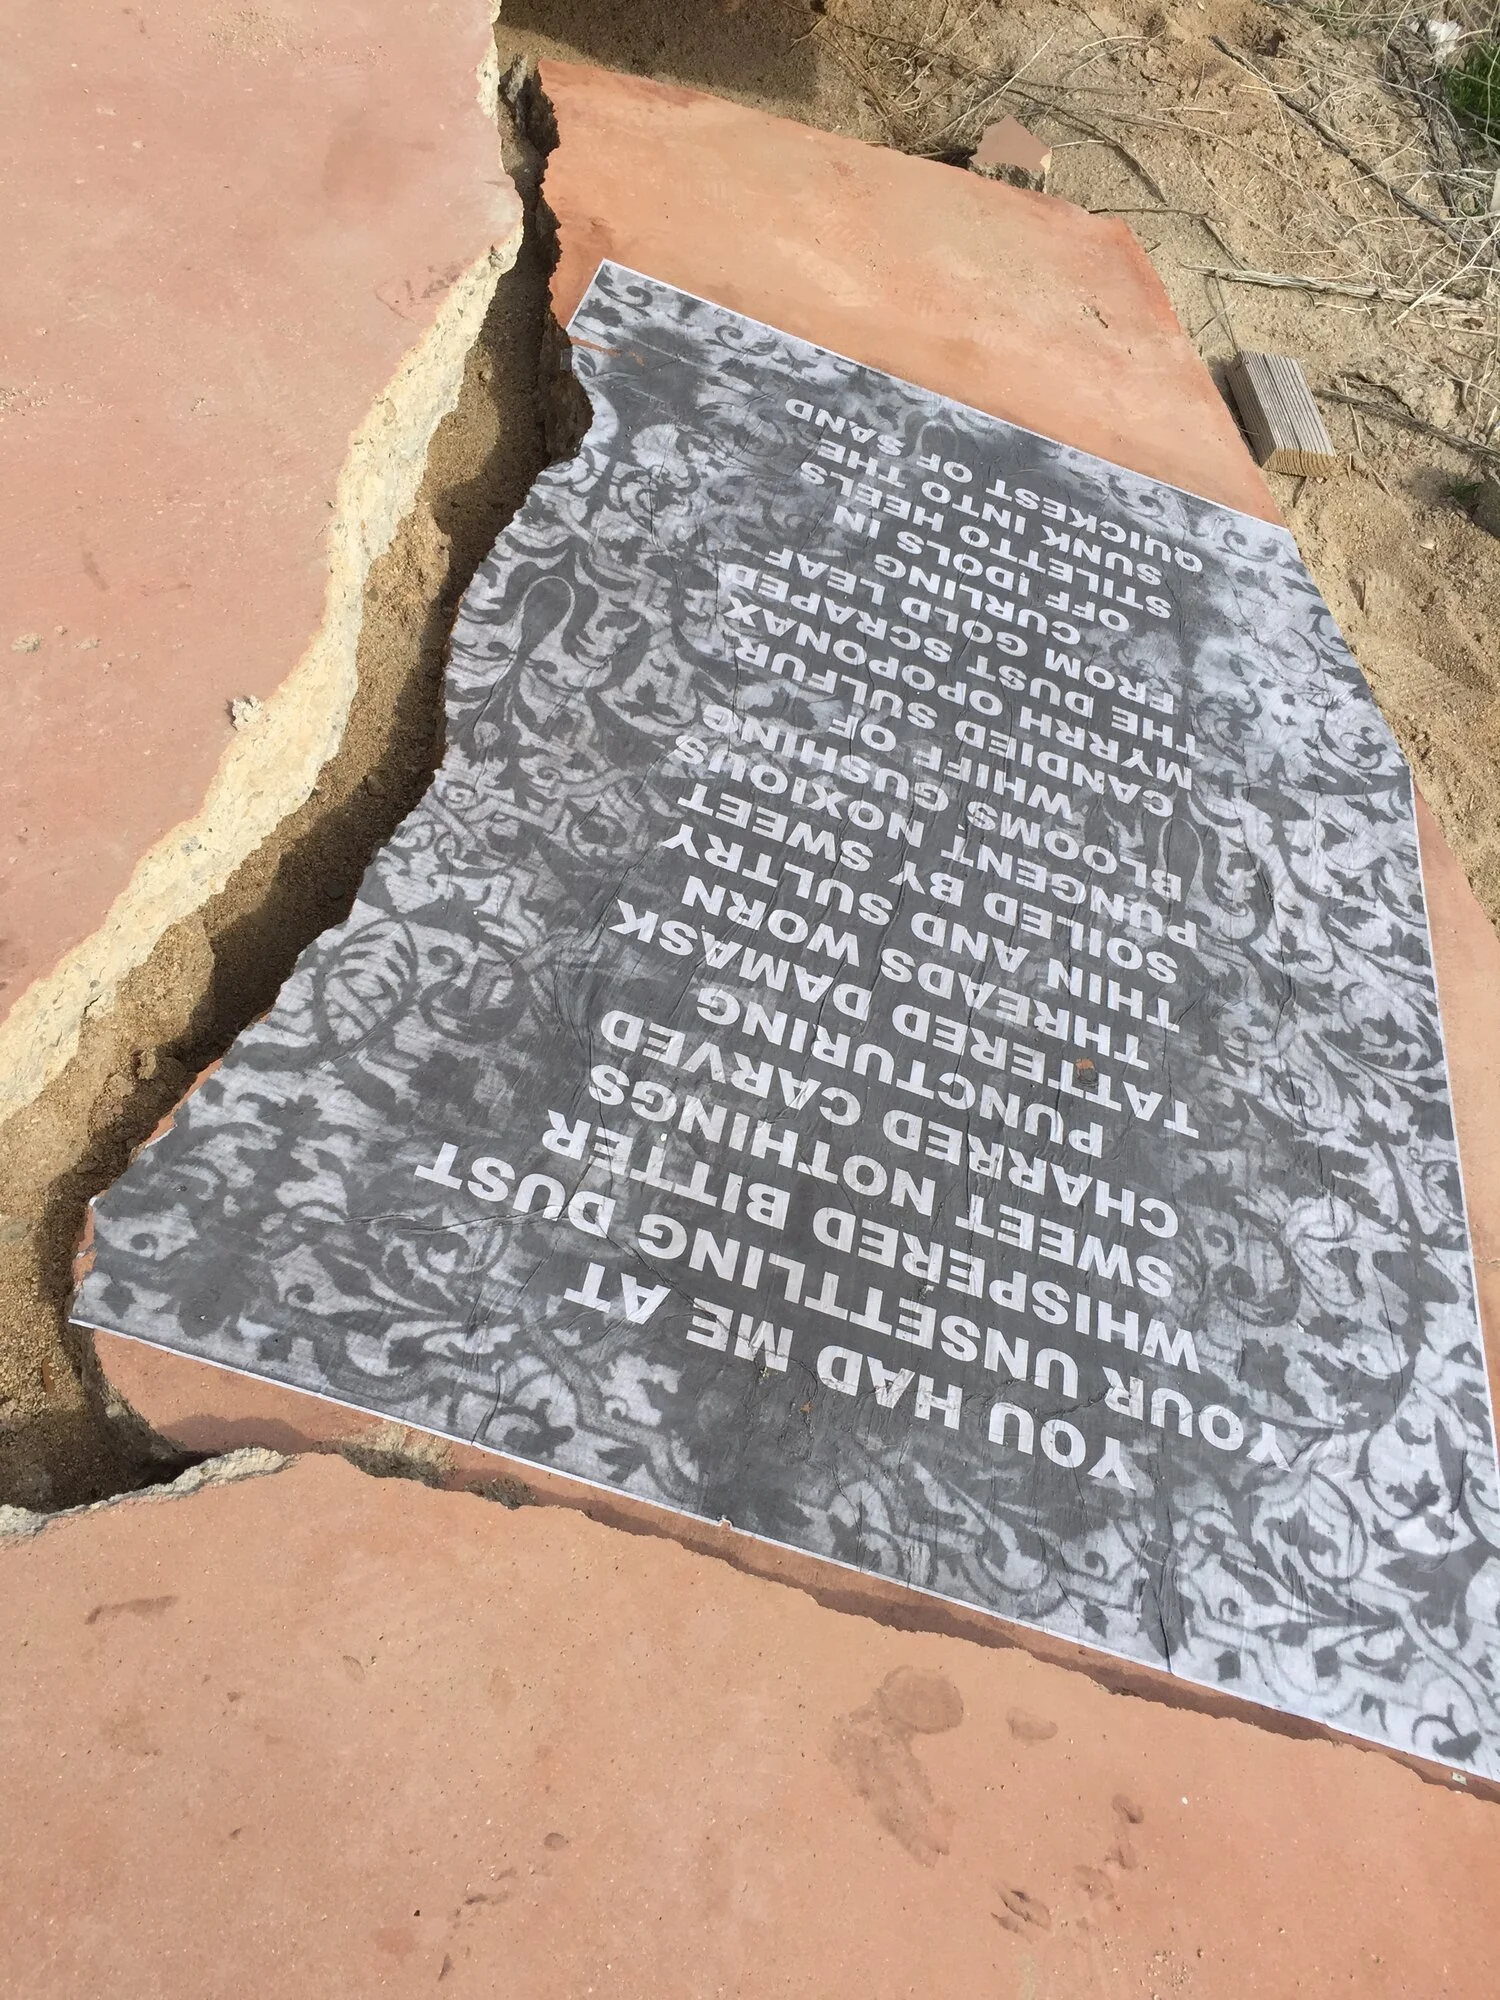 YOU HAD ME AT
YOUR UNSETTLING DUST
WHISPERED BITTER
SWEET NOTHINGS
CHARRED CARVED
PUNCTURING
TATTERED DAMASK
THREADS WORN
THIN AND SULTRY
SOILED BY SWEET
PUNGENT NOXIOUS
BLOOMS GUSHING
WHIFF OF
CANDIED SULFUR
MYRRH OPOPONAX
THE DUST SCRAPED
FROM GOLD LEAF
CURLING
OFF IDOLS IN
STILETTO HEELS
SUNK INTO THE
QUICKEST OF SAND